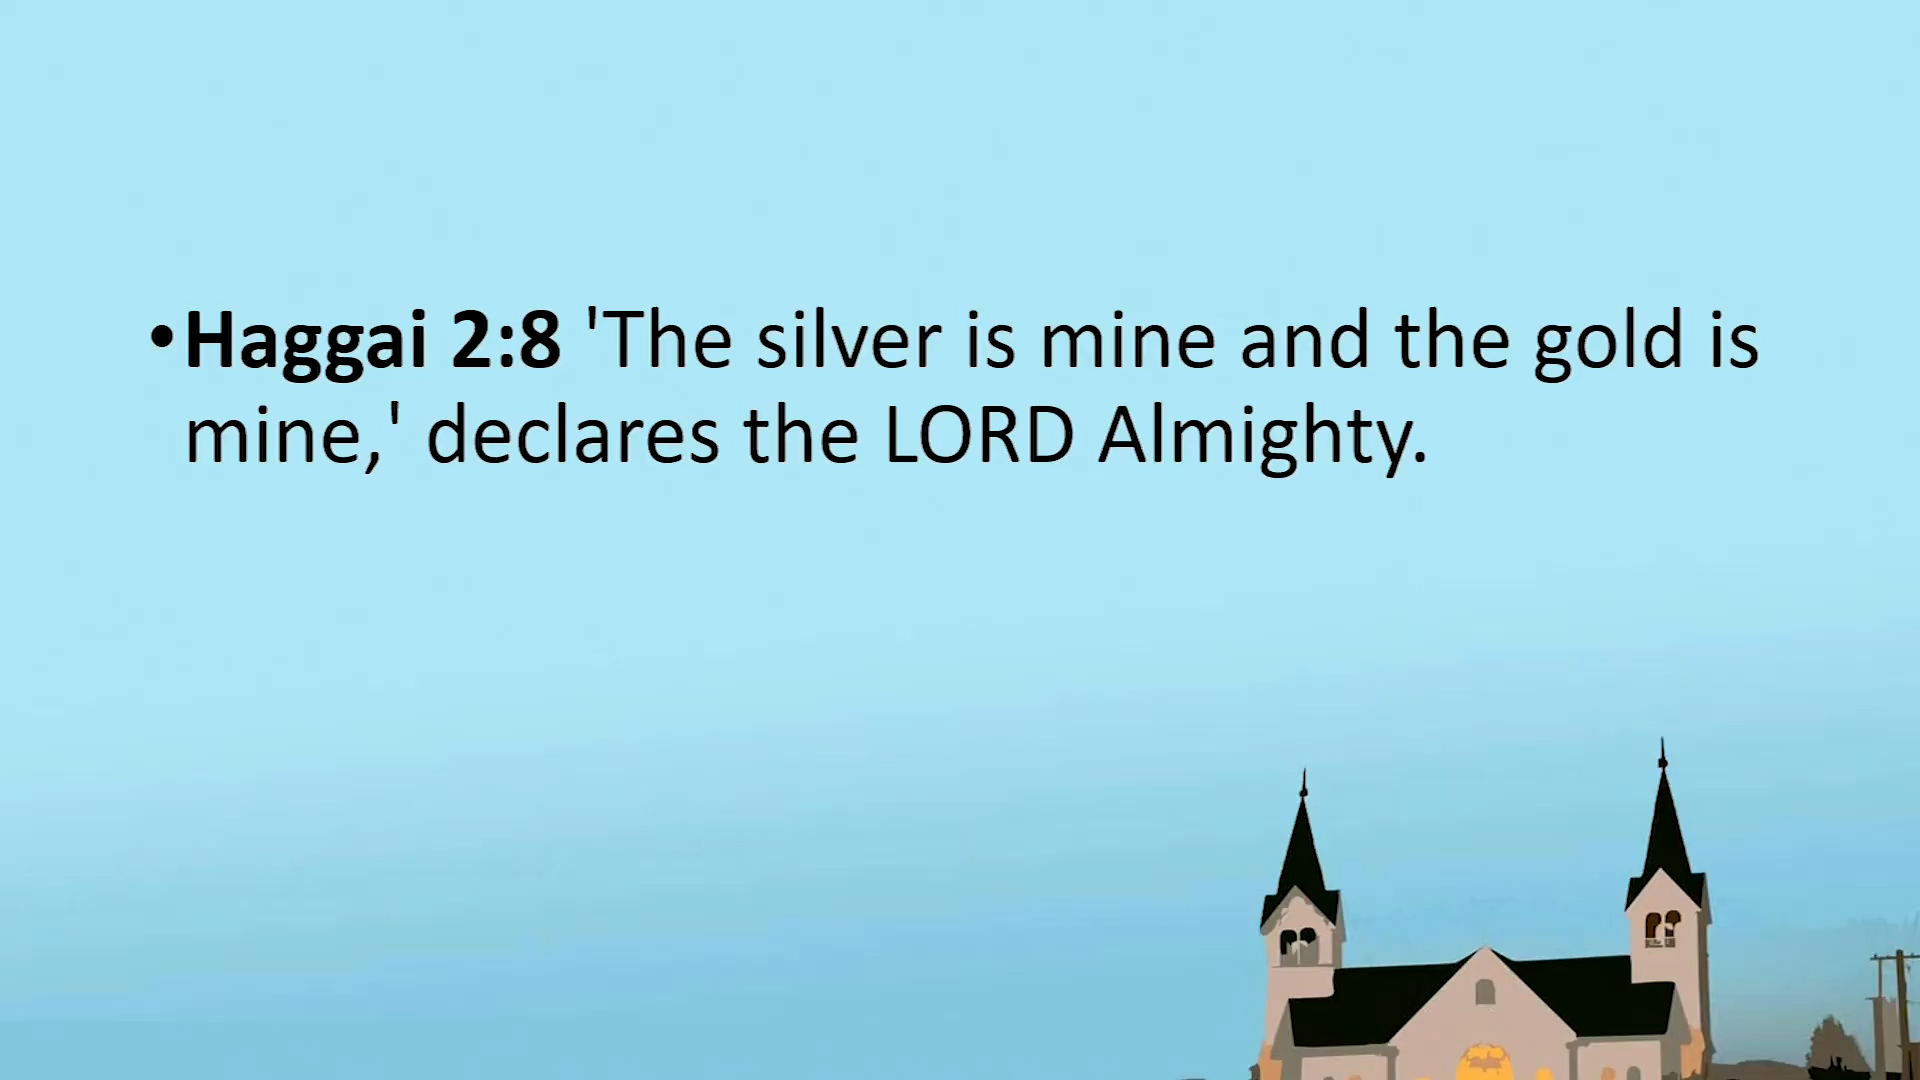 •Haggai 2:8 'The silver is mine and the gold is
mine,' declares the LORD Almighty.